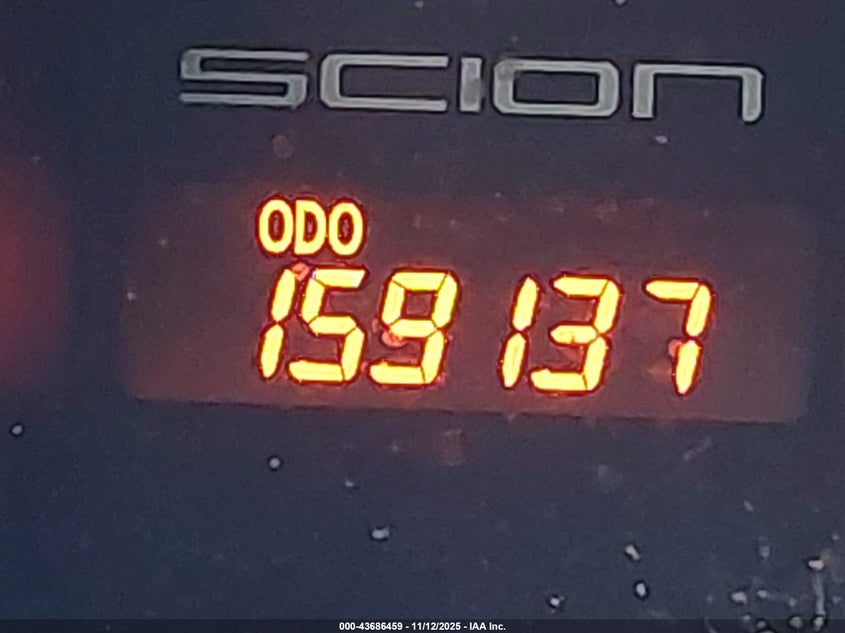 SCION
ODO
159137
000-43686459 - 11/12/2025 - IAA Inc.